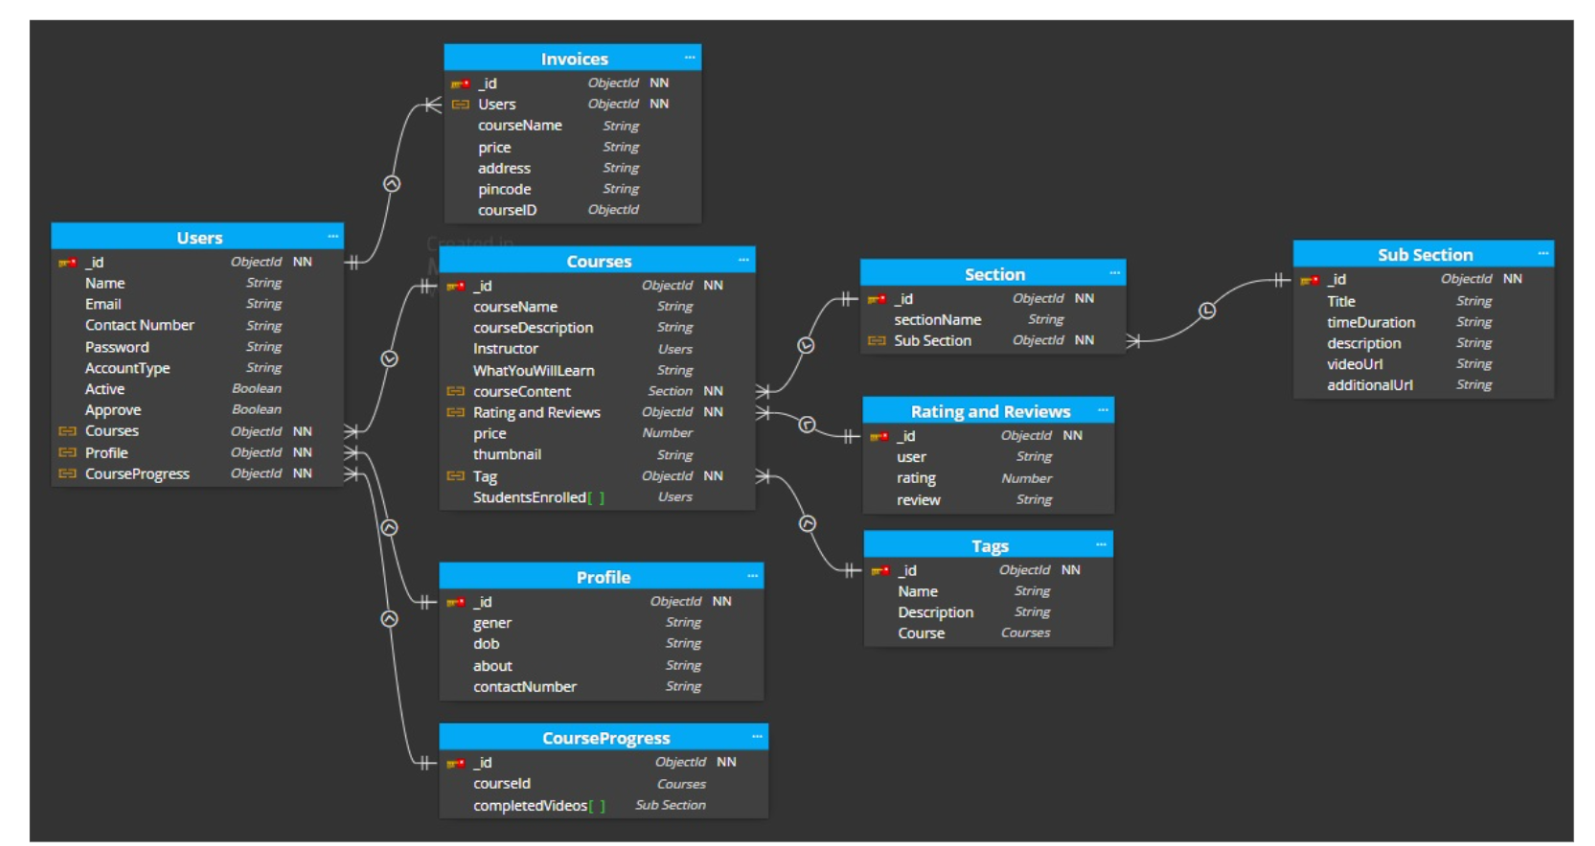 Invoices ...
_id ObjectId NN
Users ObjectId NN
courseName String
price String
address String
pincode String
courseID ObjectId
Users ...
_id ObjectId NN
Name String
Email String
Contact Number String
Password String
AccountType String
Active Boolean
Approve Boolean
Courses ObjectId NN
Profile ObjectId NN
CourseProgress ObjectId NN
Created in
M
Courses ...
_id ObjectId NN
courseName String
courseDescription String
Instructor Users
WhatYouWillLearn String
courseContent Section NN
Rating and Reviews ObjectId NN
price Number
thumbnail String
Tag ObjectId NN
StudentsEnrolled[ ] Users
Section ...
_id ObjectId NN
sectionName String
Sub Section ObjectId NN
Sub Section ...
_id ObjectId NN
Title String
timeDuration String
description String
videoUrl String
additionalUrl String
Rating and Reviews ...
_id ObjectId NN
user String
rating Number
review String
Tags ...
_id ObjectId NN
Name String
Description String
Course Courses
Profile ...
_id ObjectId NN
gener String
dob String
about String
contactNumber String
CourseProgress ...
_id ObjectId NN
courseId Courses
completedVideos[ ] Sub Section